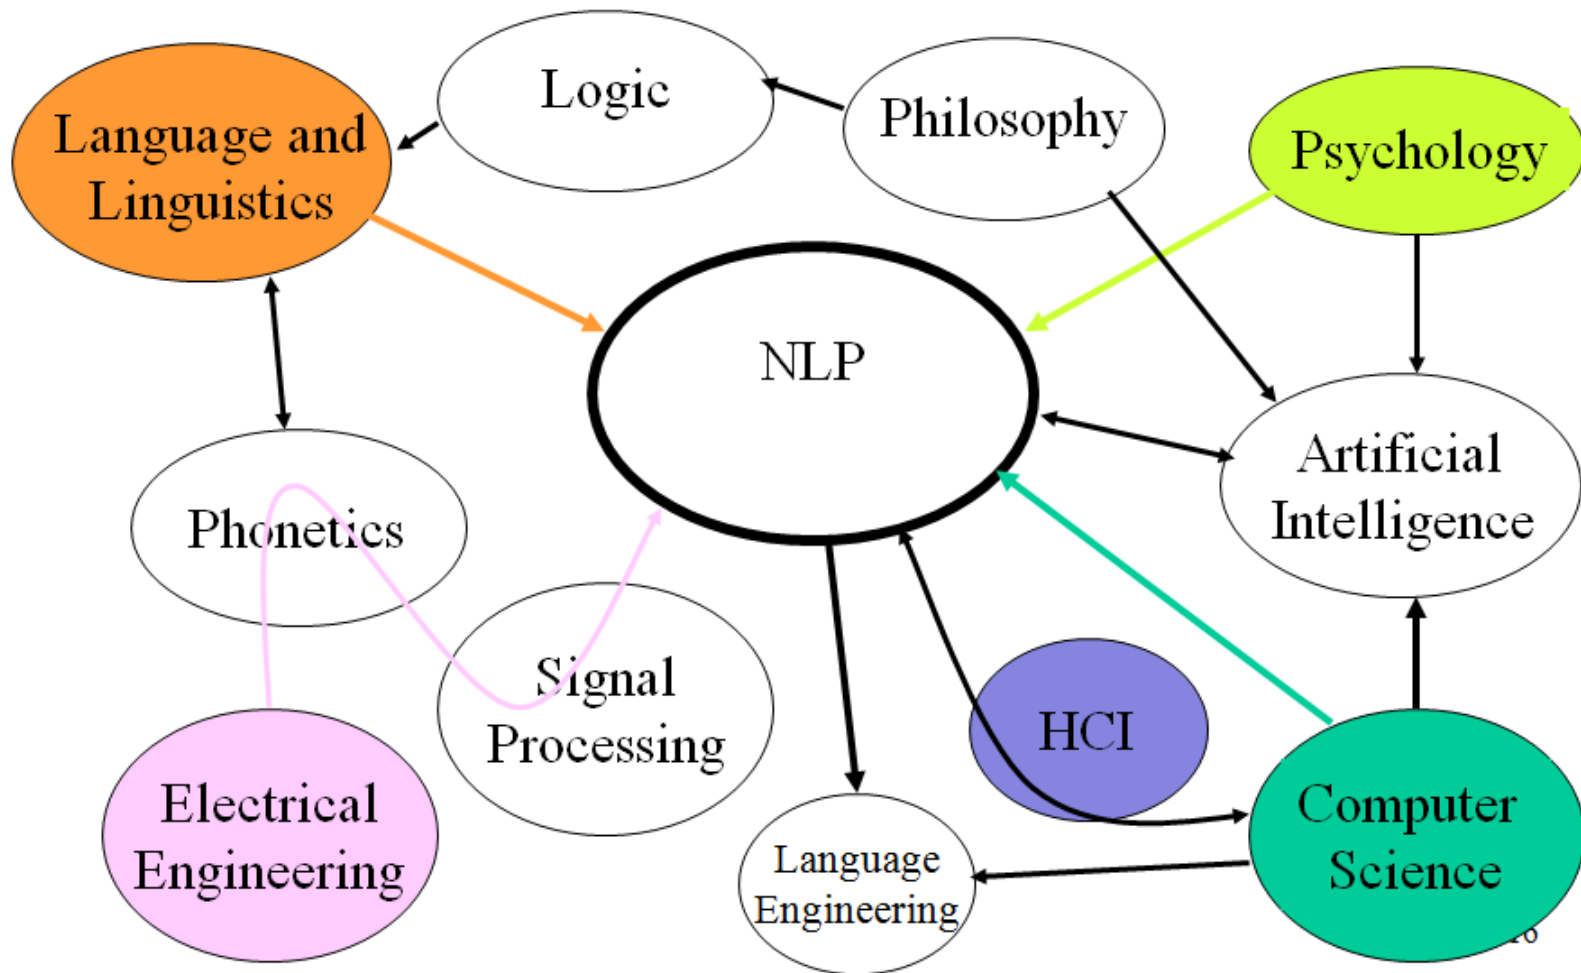 Logic
Philosophy
Psychology
Language and
Linguistics
NLP
Artificial
Intelligence
Phonetics
Signal
Processing
HCI
Electrical
Engineering
Computer
Science
Language
Engineering